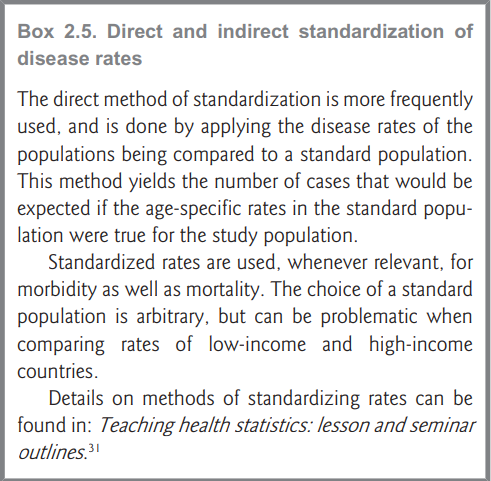 Box 2.5. Direct and indirect standardization of
disease rates
The direct method of standardization is more frequently
used, and is done by applying the disease rates of the
populations being compared to a standard population.
This method yields the number of cases that would be
expected if the age-specific rates in the standard popu-
lation were true for the study population.
Standardized rates are used, whenever relevant, for
morbidity as well as mortality. The choice of a standard
population is arbitrary, but can be problematic when
comparing rates of low-income and high-income
countries.
Details on methods of standardizing rates can be
found in: Teaching health statistics: lesson and seminar
outlines.³¹